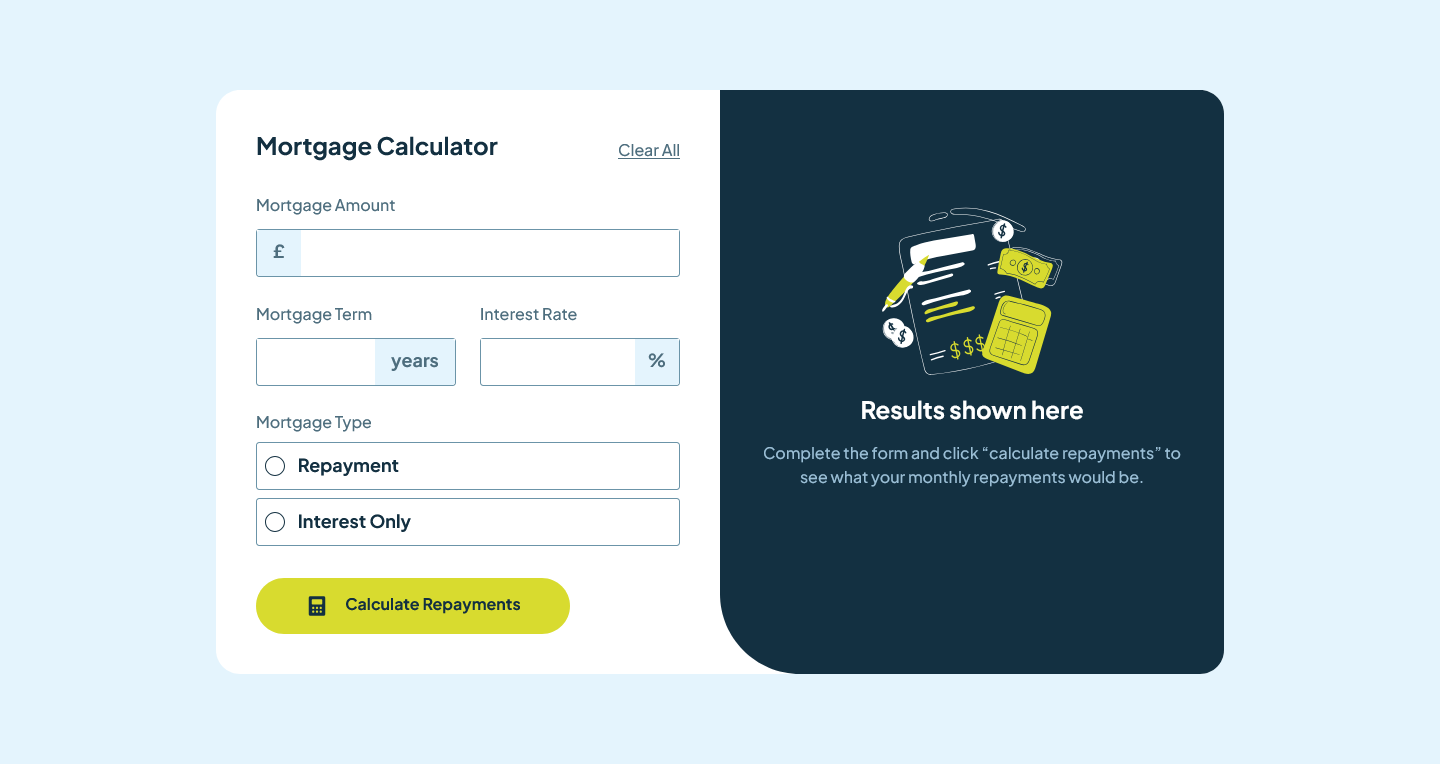 Mortgage Calculator
Clear All
Mortgage Amount
£
Mortgage Term
Interest Rate
years
%
Mortgage Type
Repayment
Interest Only
Calculate Repayments
$
$
$
$
$$$
Results shown here
Complete the form and click “calculate repayments” to
see what your monthly repayments would be.